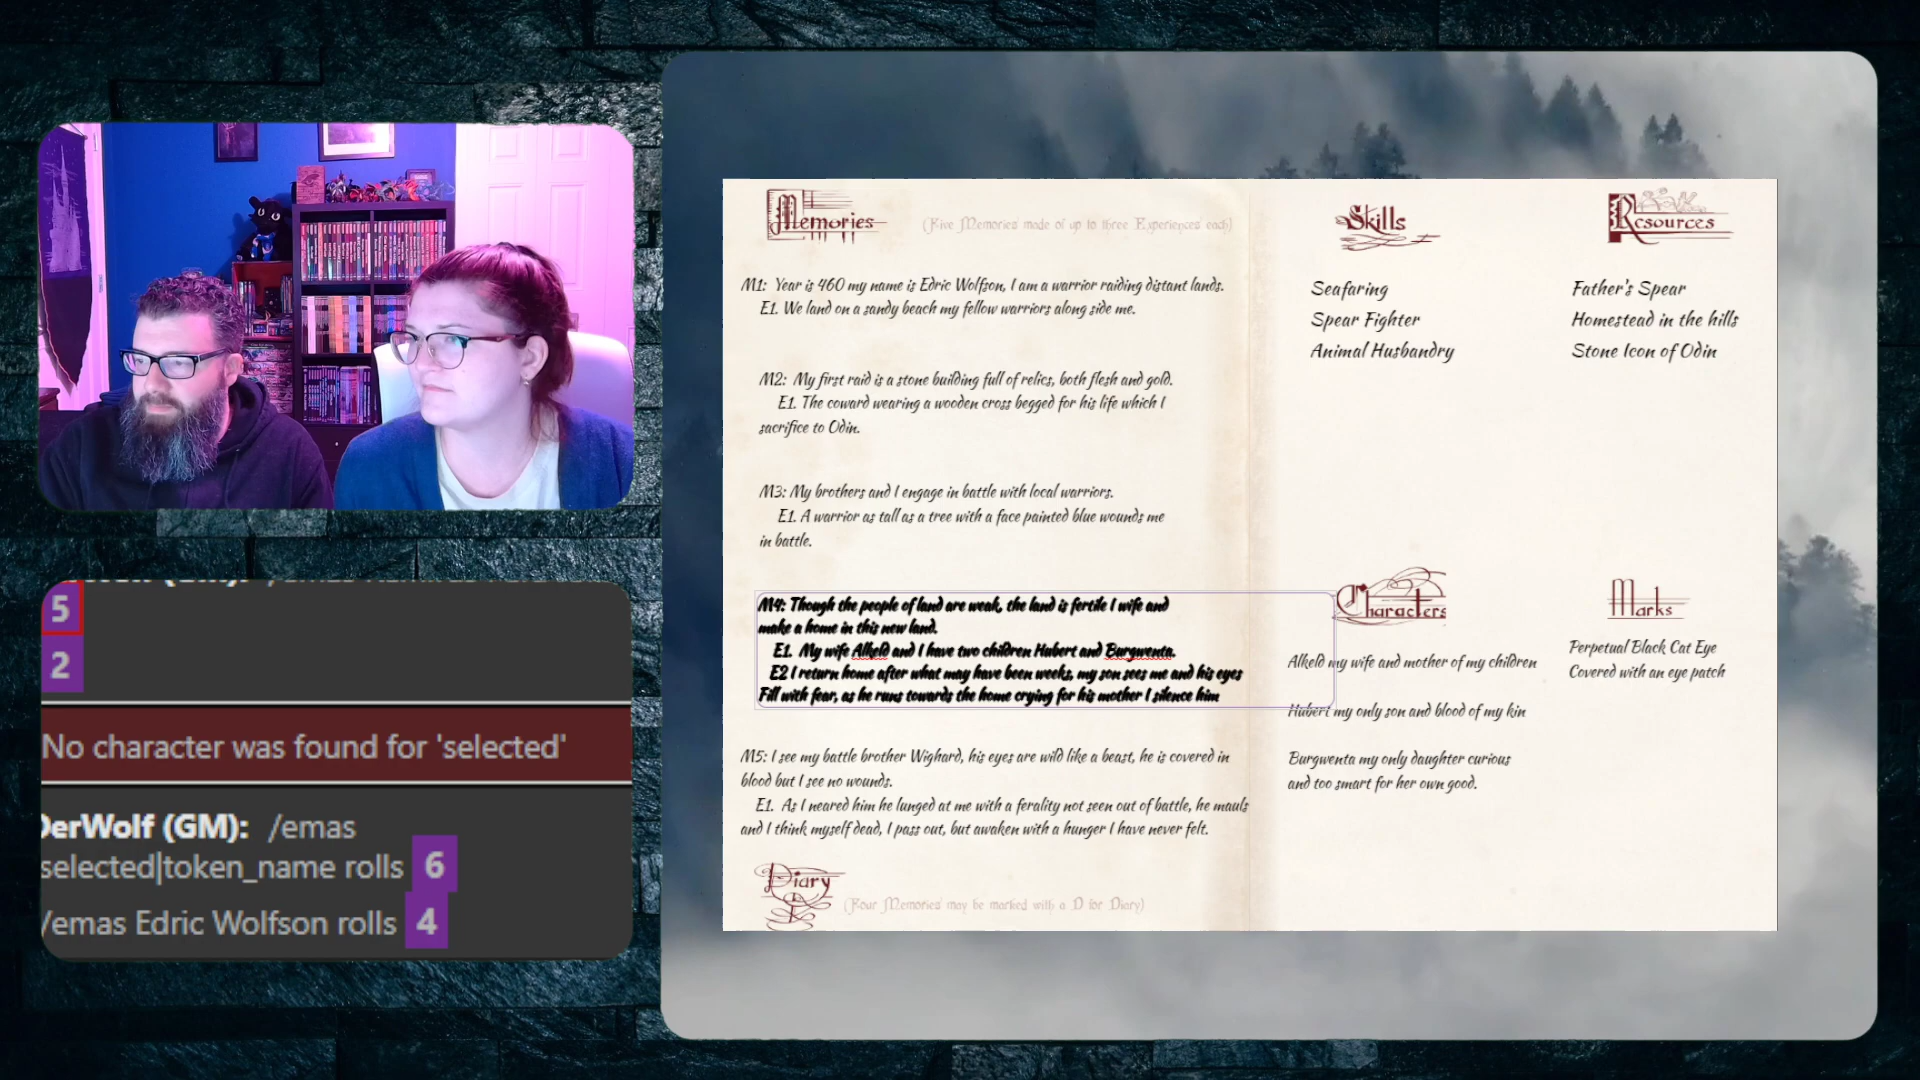 5
2
No character was found for 'selected'
DerWolf (GM): /emas
selected|token_name rolls 6
/emas Edric Wolfson rolls 4
Memories
(Five Memories made of up to three Experiences each)
M1: Year is 460 my name is Edric Wolfson, I am a warrior raiding distant lands.
E1. We land on a sandy beach my fellow warriors along side me.
M2: My first raid is a stone building full of relics, both flesh and gold.
E1. The coward wearing a wooden cross begged for his life which I
sacrifice to Odin.
M3: My brothers and I engage in battle with local warriors.
E1. A warrior as tall as a tree with a face painted blue wounds me
in battle.
M4: Though the people of land are weak, the land is fertile I wife and
make a home in this new land.
E1. My wife Alkeld and I have two children Hubert and Burgwenta.
E2 I return home after what may have been weeks, my son sees me and his eyes
Fill with fear, as he runs towards the home crying for his mother I silence him
M5: I see my battle brother Wighard, his eyes are wild like a beast, he is covered in
blood but I see no wounds.
E1. As I neared him he lunged at me with a ferality not seen out of battle, he mauls
and I think myself dead, I pass out, but awaken with a hunger I have never felt.
Diary
(Four Memories may be marked with a D for Diary)
Skills
Seafaring
Spear Fighter
Animal Husbandry
Resources
Father's Spear
Homestead in the hills
Stone Icon of Odin
Characters
Alkeld my wife and mother of my children
Hubert my only son and blood of my kin
Burgwenta my only daughter curious
and too smart for her own good.
Marks
Perpetual Black Cat Eye
Covered with an eye patch